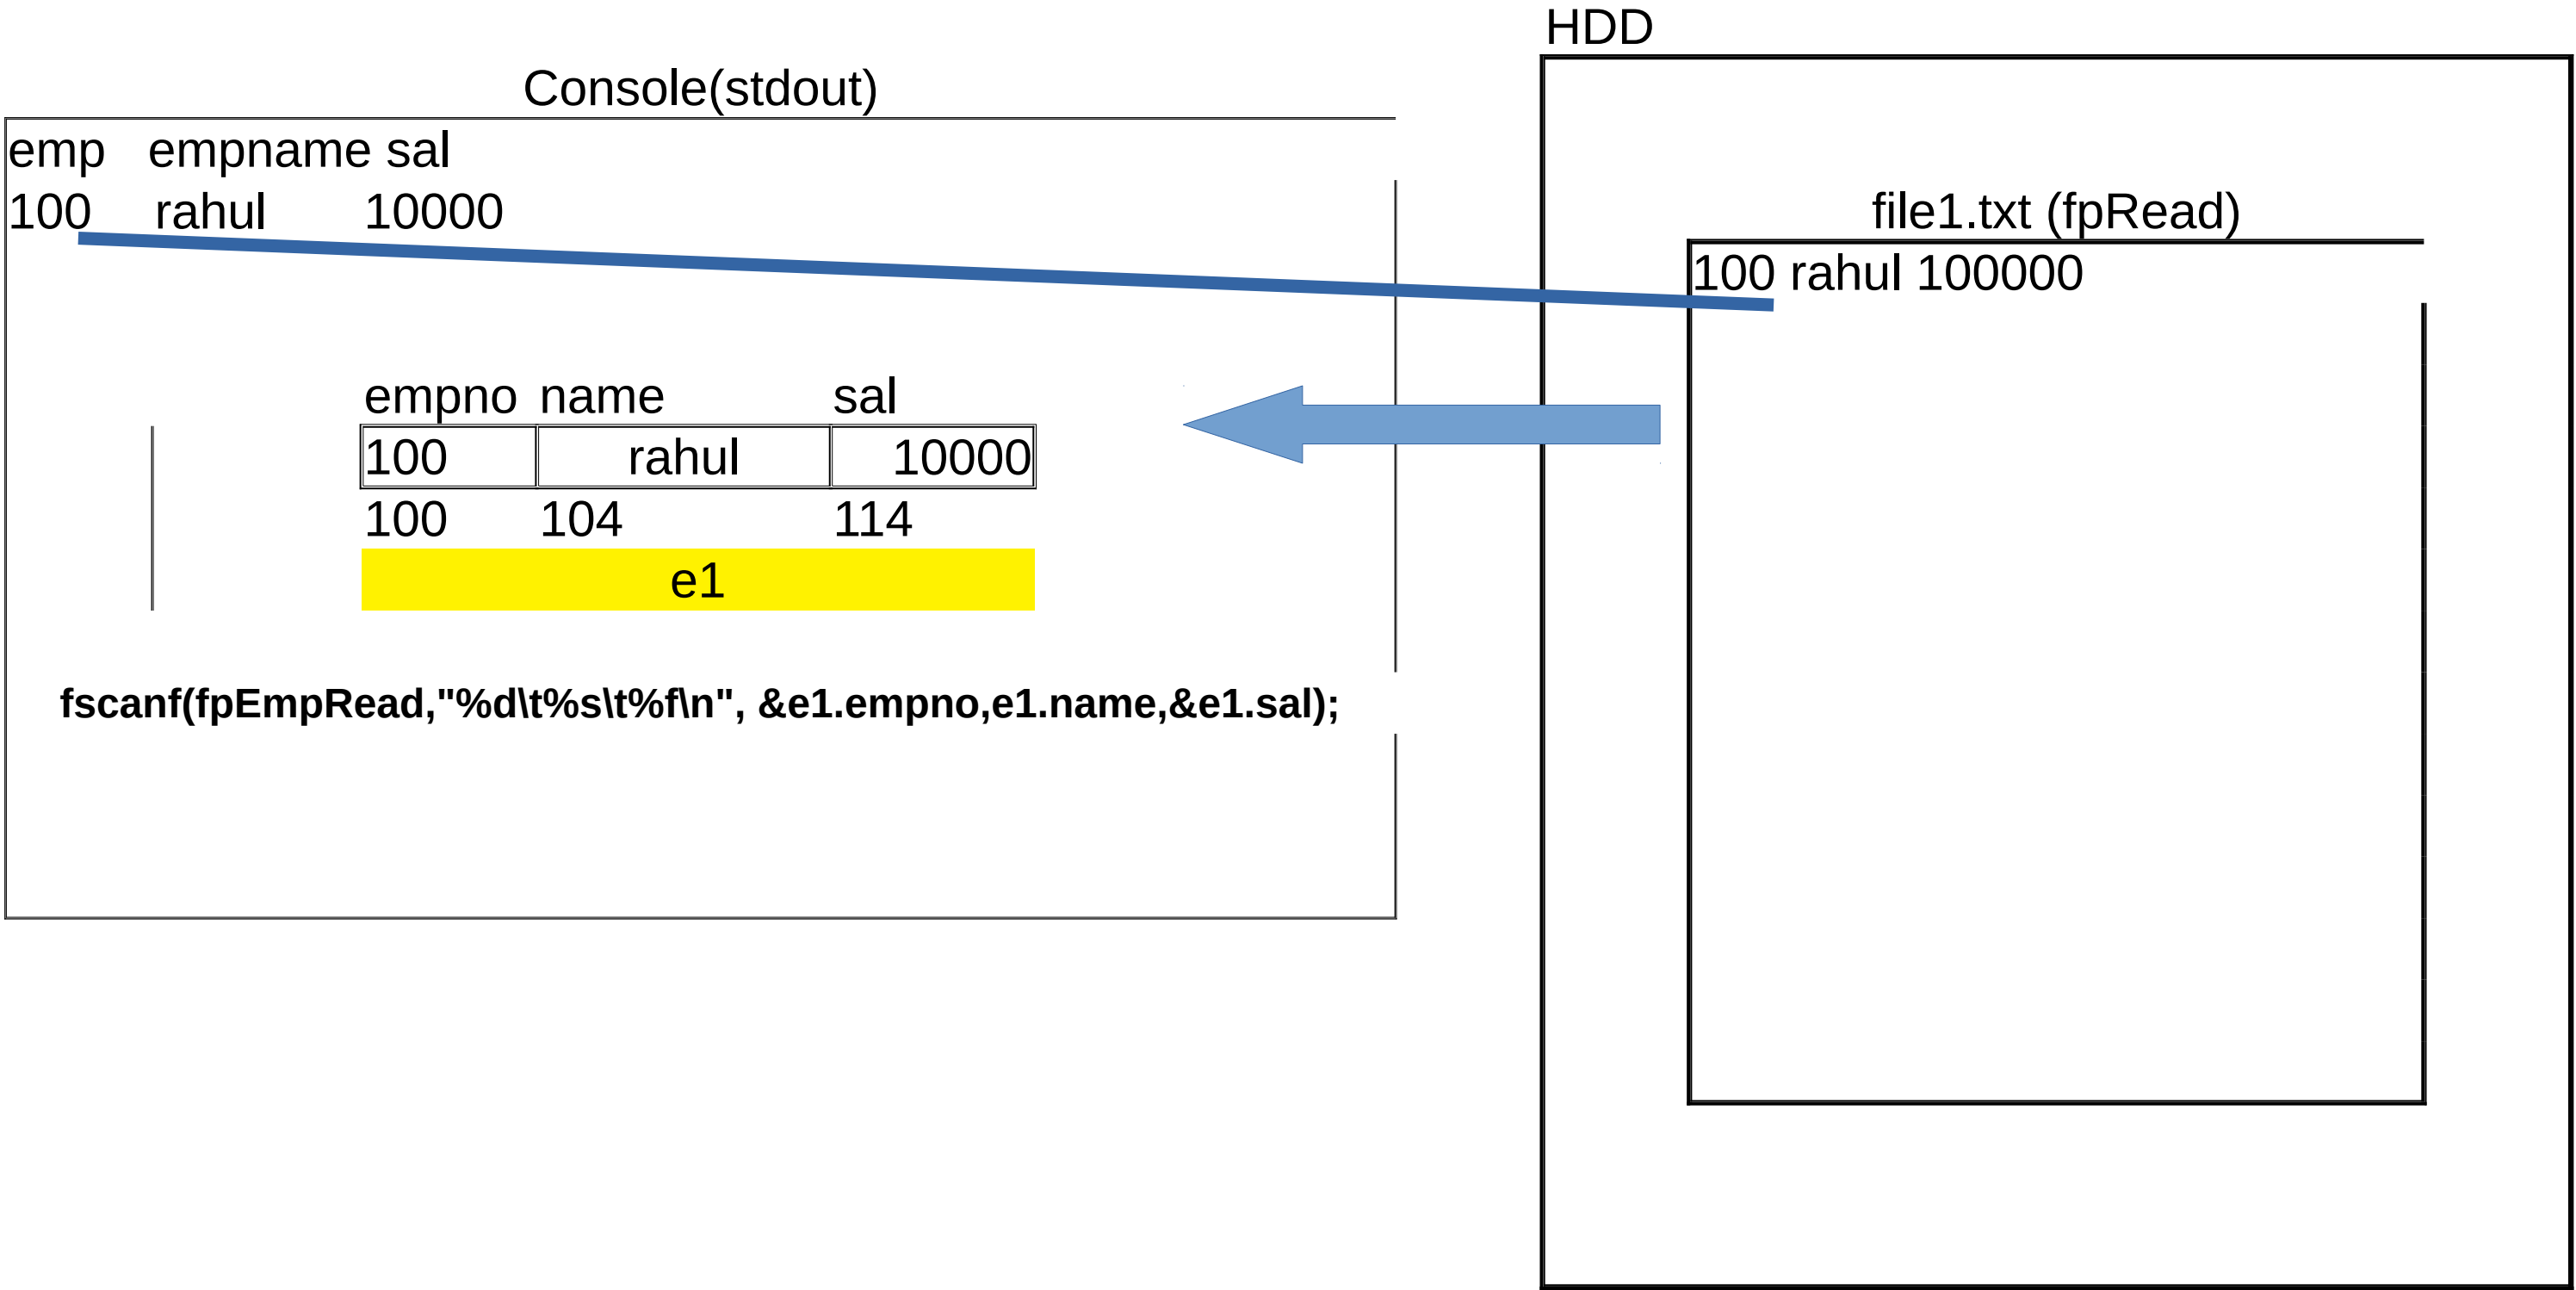 HDD
Console(stdout)
emp empname sal
100 rahul 10000
file1.txt (fpRead)
100 rahul 100000
empno name sal
100 rahul 10000
100 104 114
e1
fscanf(fpEmpRead,"%d\t%s\t%f\n", &e1.empno,e1.name,&e1.sal);